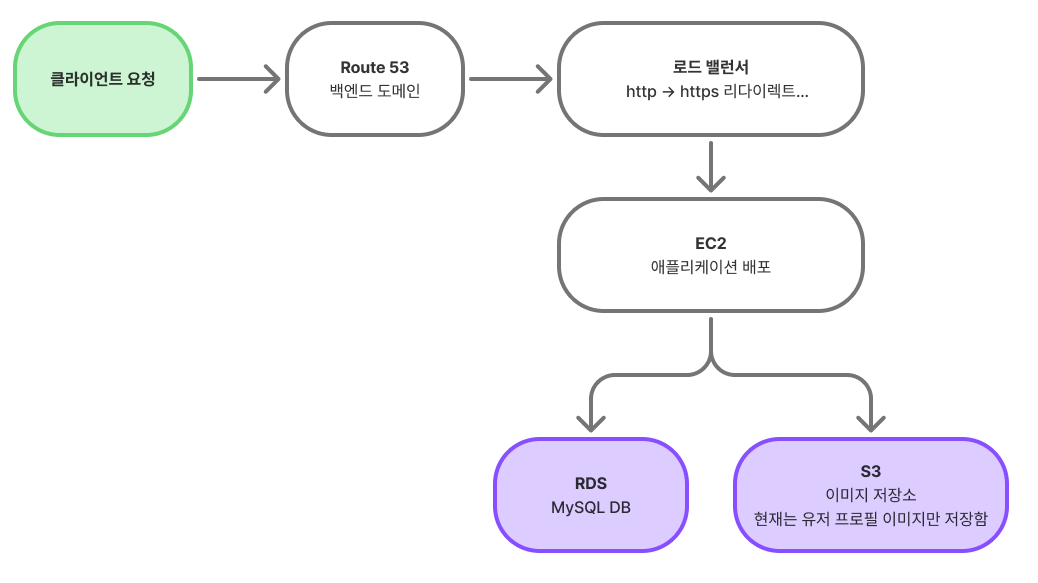 클라이언트 요청
Route 53
백엔드 도메인
로드 밸런서
http → https 리다이렉트...
EC2
애플리케이션 배포
RDS
MySQL DB
S3
이미지 저장소
현재는 유저 프로필 이미지만 저장함